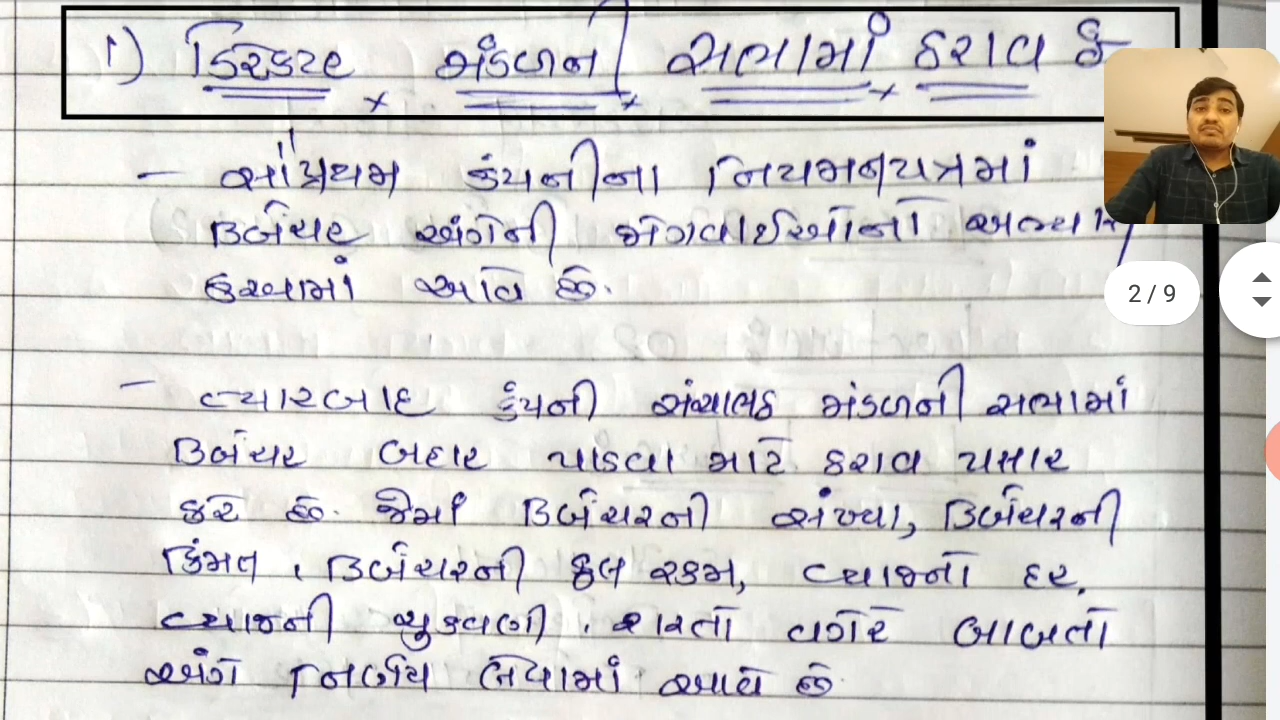 ૧) ડિરેક્ટર મંડળની સભામાં ઠરાવ
– સૌપ્રથમ કંપનીના નિયમનપત્રમાં
ડિબેંચર અંગેની જોગવાઈઓનો અભ્યાસ
કરવામાં આવે છે.
– ત્યારબાદ કંપની સંચાલક મંડળની સભામાં
ડિબેંચર બહાર પાડવા માટે ઠરાવ પસાર
કરે છે. જેમાં ડિબેંચરની સંખ્યા, ડિબેંચરની
કિંમત, ડિબેંચરની કુલ રકમ, વ્યાજનો દર,
વ્યાજની ચુકવણી, શરતો વગેરે બાબતો
અંગે નિર્ણય લેવામાં આવે છે.
2 / 9